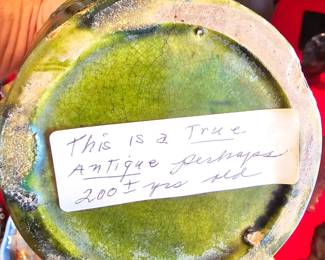 This is a True
Antique perhaps
200 ± yrs old